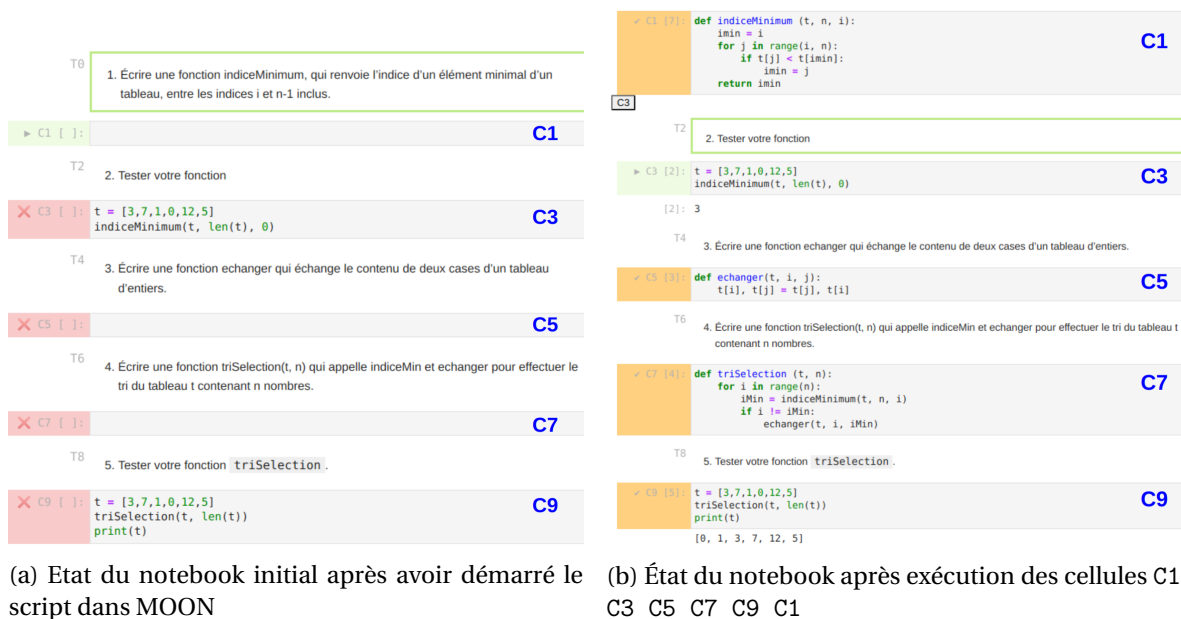 T0
1. Écrire une fonction indiceMinimum, qui renvoie l'indice d'un élément minimal d'un
tableau, entre les indices i et n-1 inclus.
▶ C1 [ ]: C1
T2
2. Tester votre fonction
❌ C3 [ ]: t = [3,7,1,0,12,5] C3
indiceMinimum(t, len(t), 0)
T4
3. Écrire une fonction echanger qui échange le contenu de deux cases d'un tableau
d'entiers.
❌ C5 [ ]: C5
T6
4. Écrire une fonction triSelection(t, n) qui appelle indiceMin et echanger pour effectuer le
tri du tableau t contenant n nombres.
❌ C7 [ ]: C7
T8
5. Tester votre fonction triSelection.
❌ C9 [ ]: t = [3,7,1,0,12,5] C9
triSelection(t, len(t))
print(t)
(a) Etat du notebook initial après avoir démarré le
script dans MOON
✓ C1 [7]: def indiceMinimum (t, n, i): C1
imin = i
for j in range(i, n):
if t[j] < t[imin]:
imin = j
return imin
C3
T2
2. Tester votre fonction
▶ C3 [2]: t = [3,7,1,0,12,5] C3
indiceMinimum(t, len(t), 0)
[2]: 3
T4
3. Écrire une fonction echanger qui échange le contenu de deux cases d'un tableau d'entiers.
✓ C5 [3]: def echanger(t, i, j): C5
t[i], t[j] = t[j], t[i]
T6
4. Écrire une fonction triSelection(t, n) qui appelle indiceMin et echanger pour effectuer le tri du tableau t
contenant n nombres.
✓ C7 [4]: def triSelection (t, n): C7
for i in range(n):
iMin = indiceMinimum(t, n, i)
if i != iMin:
echanger(t, i, iMin)
T8
5. Tester votre fonction triSelection.
✓ C9 [5]: t = [3,7,1,0,12,5] C9
triSelection(t, len(t))
print(t)
[0, 1, 3, 7, 12, 5]
(b) État du notebook après exécution des cellules C1
C3 C5 C7 C9 C1